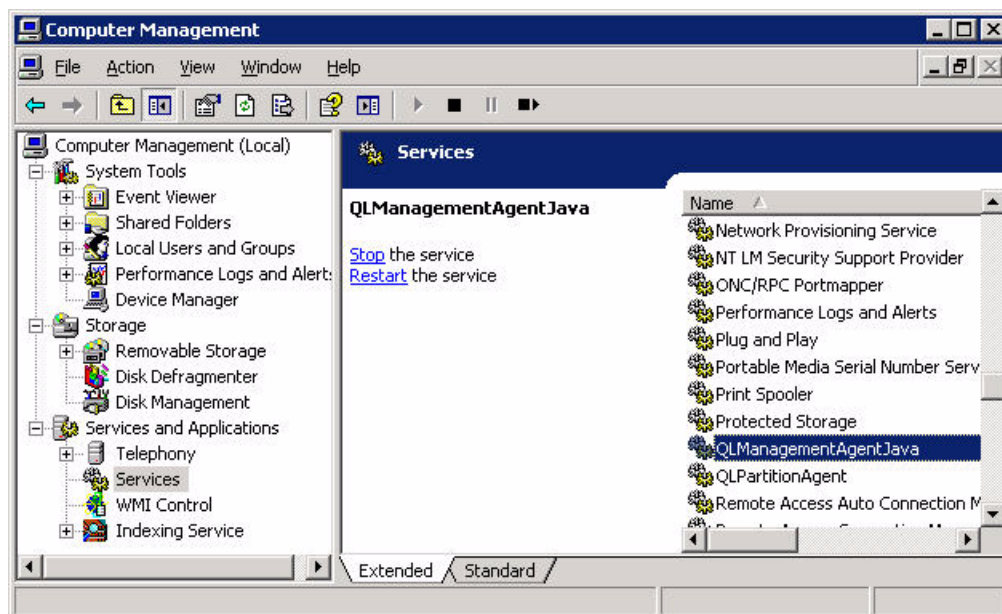 Computer Management
File Action View Window Help
Computer Management (Local)
System Tools
Event Viewer
Shared Folders
Local Users and Groups
Performance Logs and Alert
Device Manager
Storage
Removable Storage
Disk Defragmenter
Disk Management
Services and Applications
Telephony
Services
WMI Control
Indexing Service
Services
QLManagementAgentJava
Stop the service
Restart the service
Name
Network Provisioning Service
NT LM Security Support Provider
ONC/RPC Portmapper
Performance Logs and Alerts
Plug and Play
Portable Media Serial Number Serv
Print Spooler
Protected Storage
QLManagementAgentJava
QLPartitionAgent
Remote Access Auto Connection M
Extended Standard